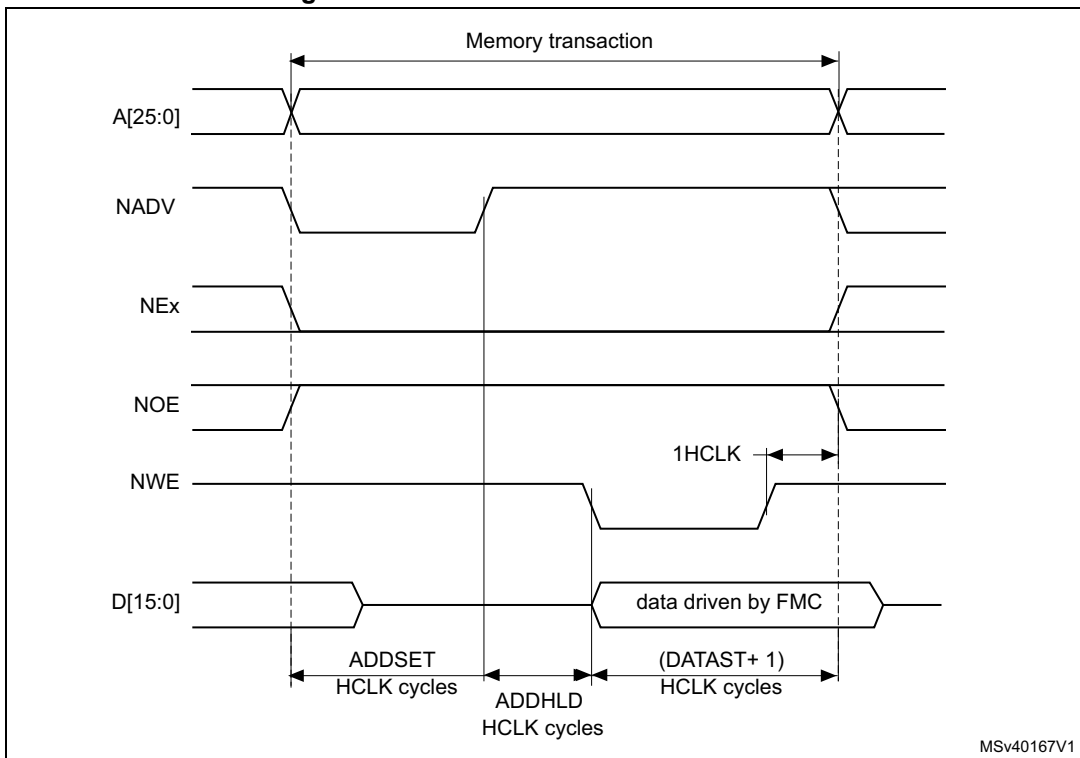 Memory transaction
A[25:0]
NADV
NEx
NOE
1HCLK
NWE
D[15:0]
data driven by FMC
ADDSET
HCLK cycles
(DATAST+ 1)
HCLK cycles
ADDHLD
HCLK cycles
MSv40167V1